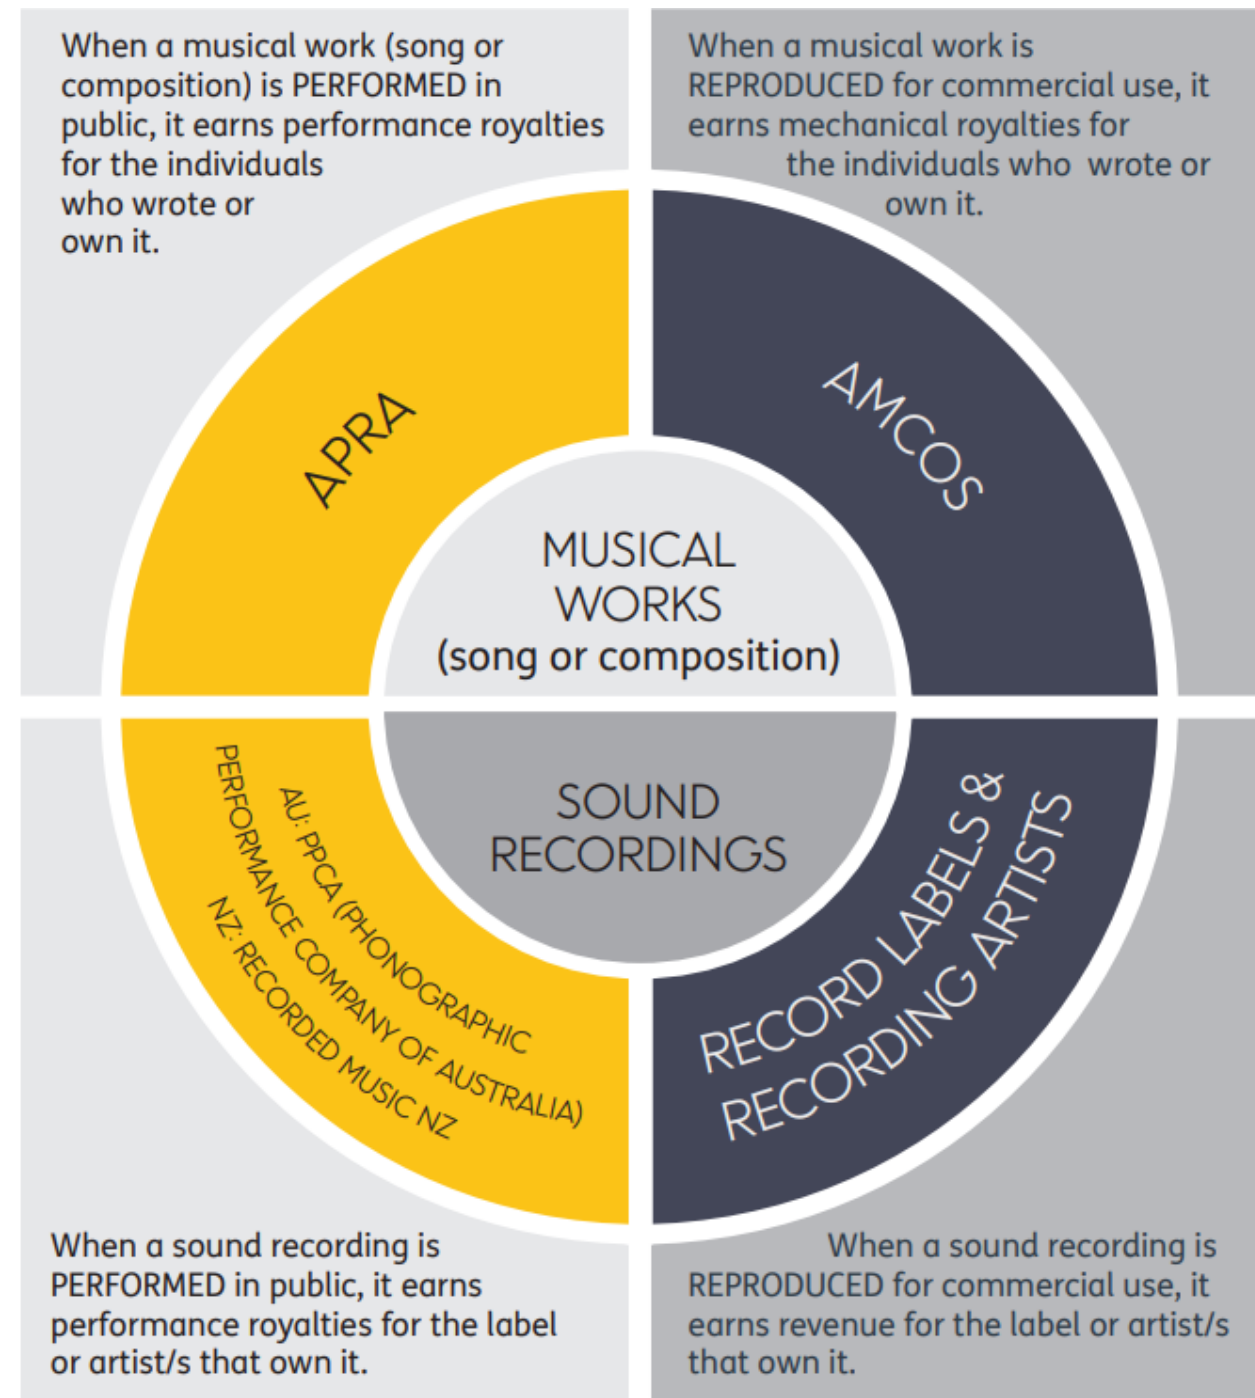 When a musical work (song or
composition) is PERFORMED in
public, it earns performance royalties
for the individuals
who wrote or
own it.
When a musical work is
REPRODUCED for commercial use, it
earns mechanical royalties for
the individuals who wrote or
own it.
APRA
AMCOS
MUSICAL
WORKS
(song or composition)
SOUND
RECORDINGS
AU: PPCA (PHONOGRAPHIC
PERFORMANCE COMPANY OF AUSTRALIA)
NZ: RECORDED MUSIC NZ
RECORD LABELS &
RECORDING ARTISTS
When a sound recording is
PERFORMED in public, it earns
performance royalties for the label
or artist/s that own it.
When a sound recording is
REPRODUCED for commercial use, it
earns revenue for the label or artist/s
that own it.